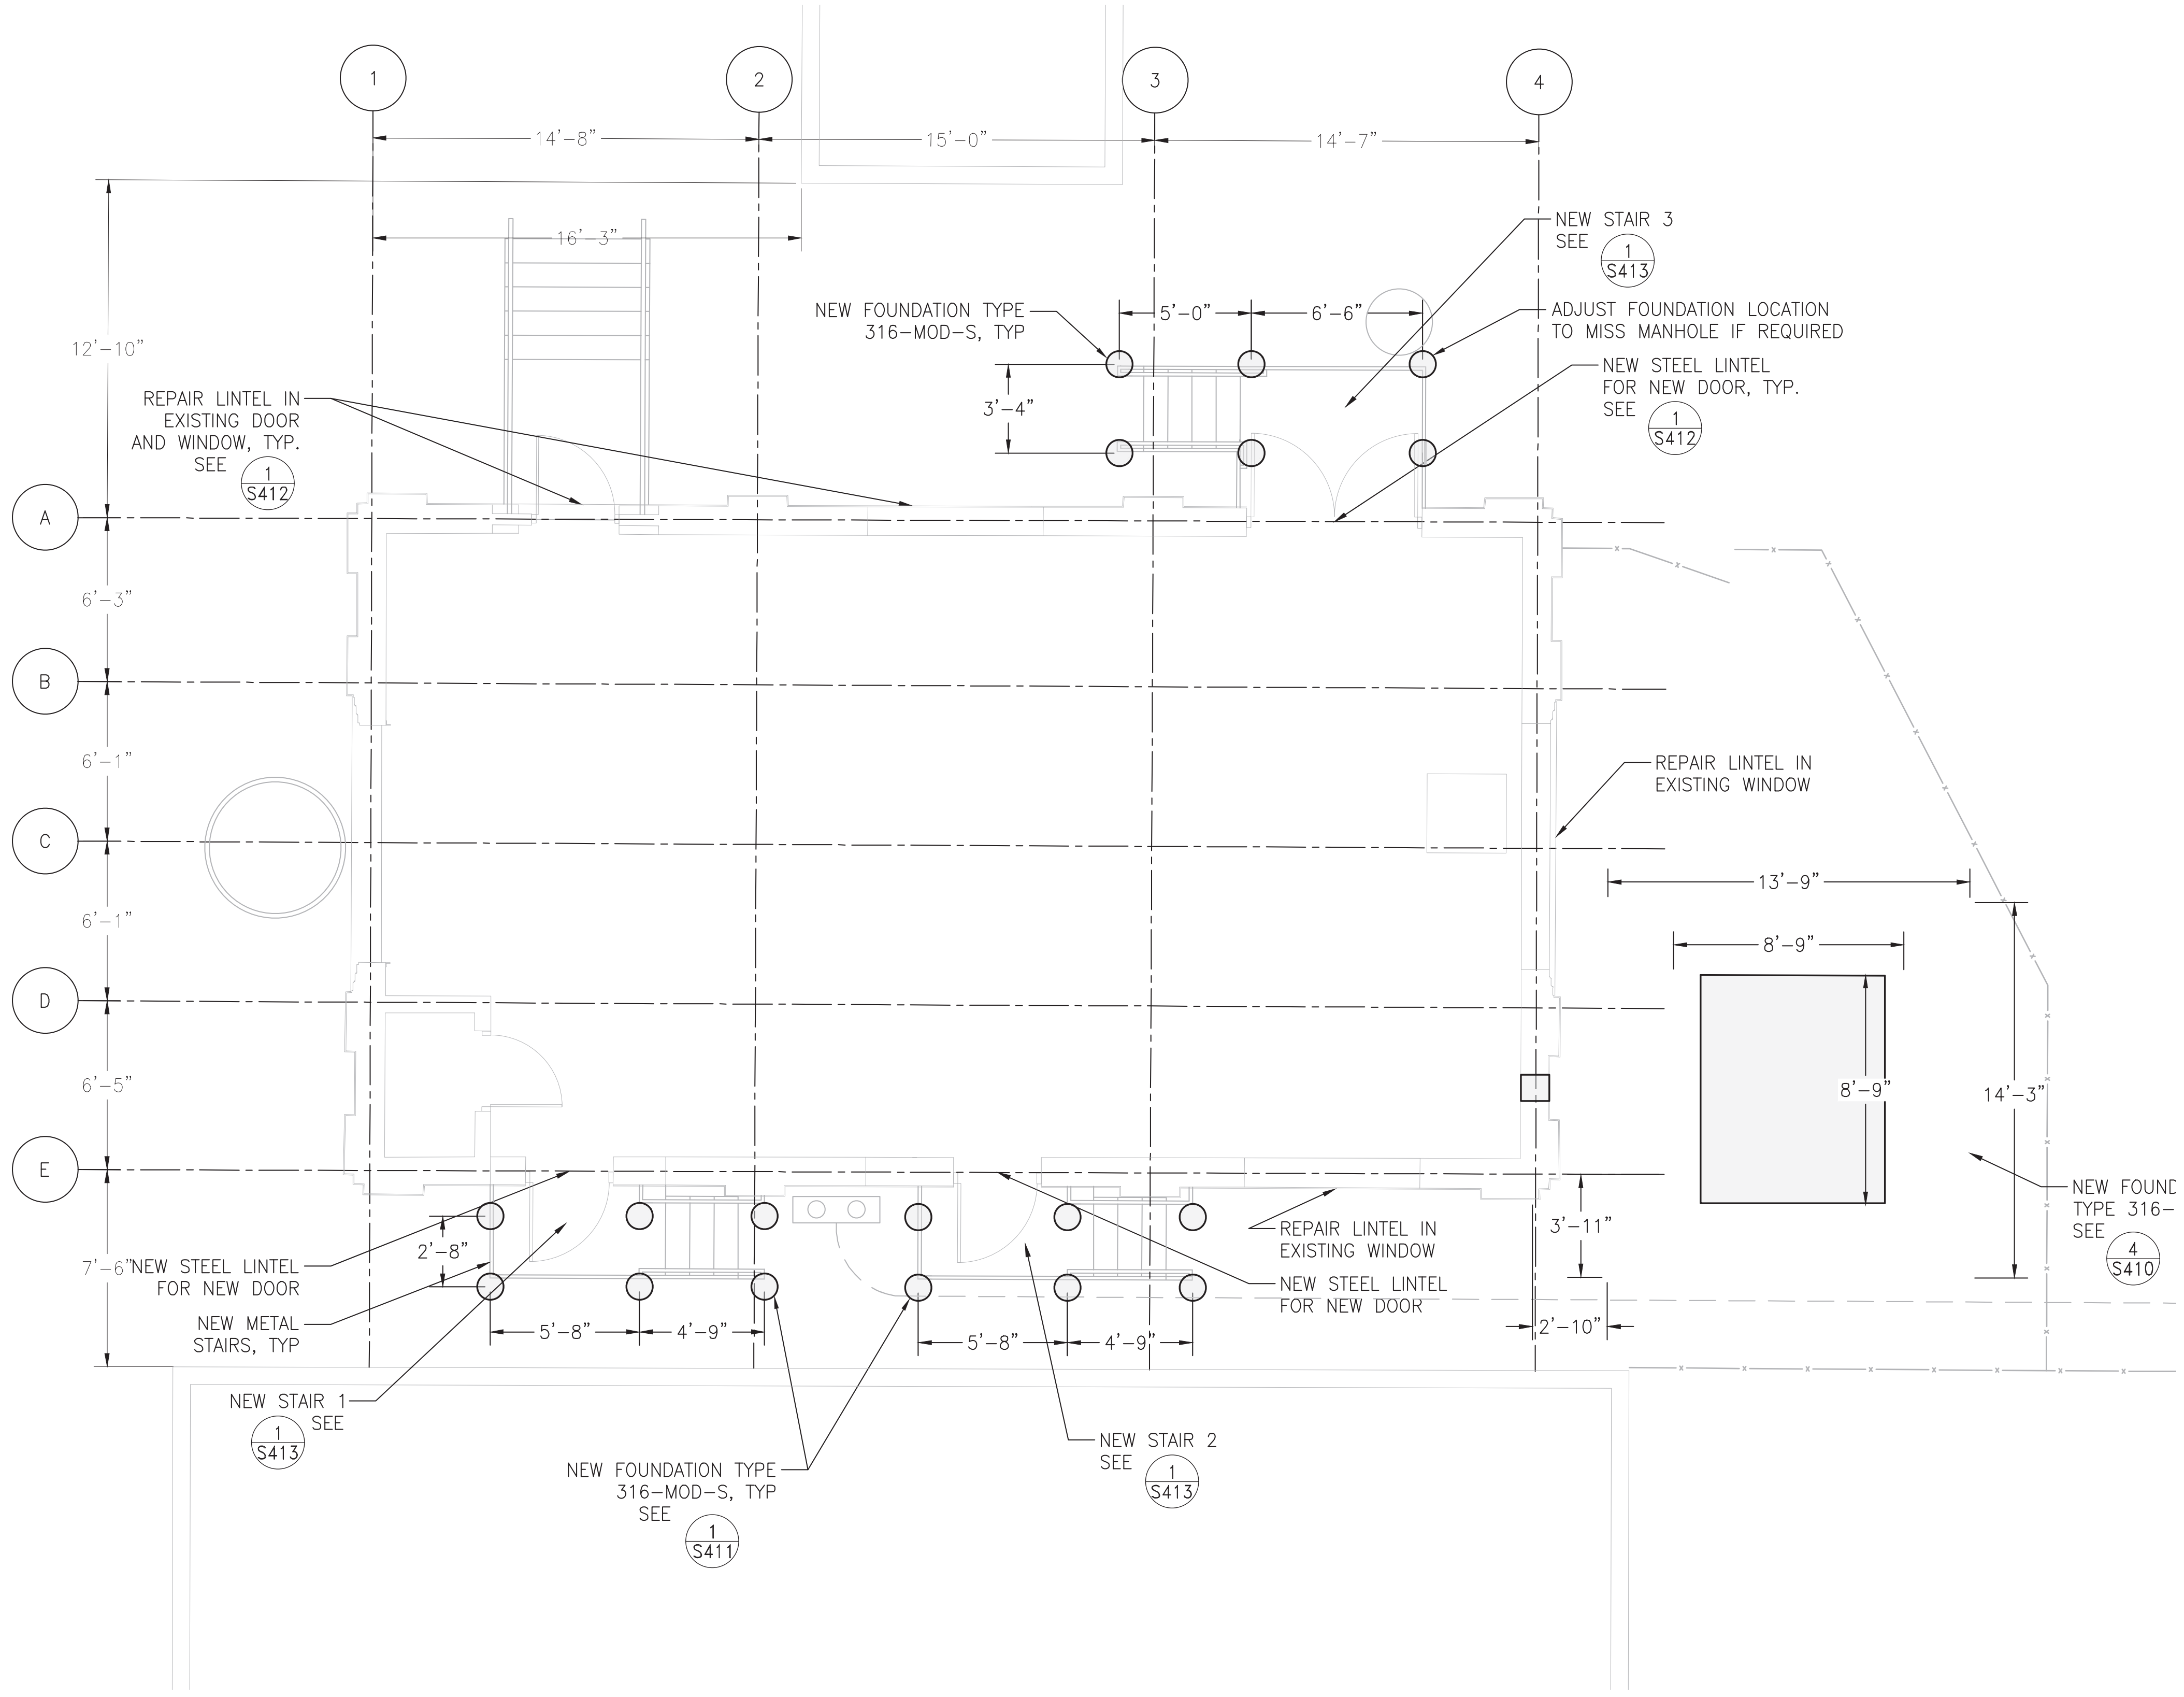 1
2
3
4
14'-8"
15'-0"
14'-7"
16'-3"
12'-10"
NEW STAIR 3
SEE
1
S413
NEW FOUNDATION TYPE
316-MOD-S, TYP
5'-0"
6'-6"
ADJUST FOUNDATION LOCATION
TO MISS MANHOLE IF REQUIRED
3'-4"
NEW STEEL LINTEL
FOR NEW DOOR, TYP.
SEE
1
S412
REPAIR LINTEL IN
EXISTING DOOR
AND WINDOW, TYP.
SEE
1
S412
A
6'-3"
B
6'-1"
REPAIR LINTEL IN
EXISTING WINDOW
C
13'-9"
6'-1"
8'-9"
D
6'-5"
8'-9"
14'-3"
E
NEW FOUND
TYPE 316-
SEE
4
S410
2'-8"
3'-11"
REPAIR LINTEL IN
EXISTING WINDOW
7'-6"
NEW STEEL LINTEL
FOR NEW DOOR
NEW STEEL LINTEL
FOR NEW DOOR
NEW METAL
STAIRS, TYP
5'-8"
4'-9"
5'-8"
4'-9"
2'-10"
NEW STAIR 1
SEE
1
S413
NEW STAIR 2
SEE
1
S413
NEW FOUNDATION TYPE
316-MOD-S, TYP
SEE
1
S411